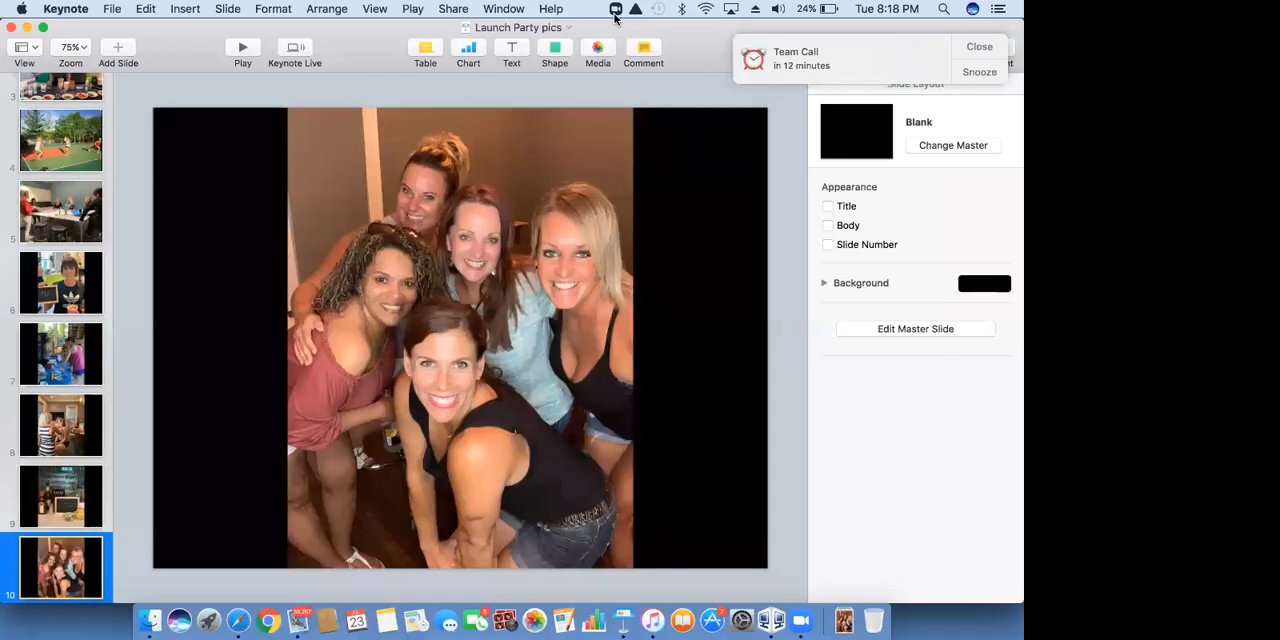 Keynote File Edit Insert Slide Format Arrange View Play Share Window Help 24% Tue 8:18 PM
Launch Party pics
75%
View Zoom Add Slide Play Keynote Live Table Chart Text Shape Media Comment
Team Call
in 12 minutes
Close
Snooze
Slide Layout
Blank
Change Master
Appearance
Title
Body
Slide Number
Background
Edit Master Slide
3
4
5
6
7
8
9
10
23